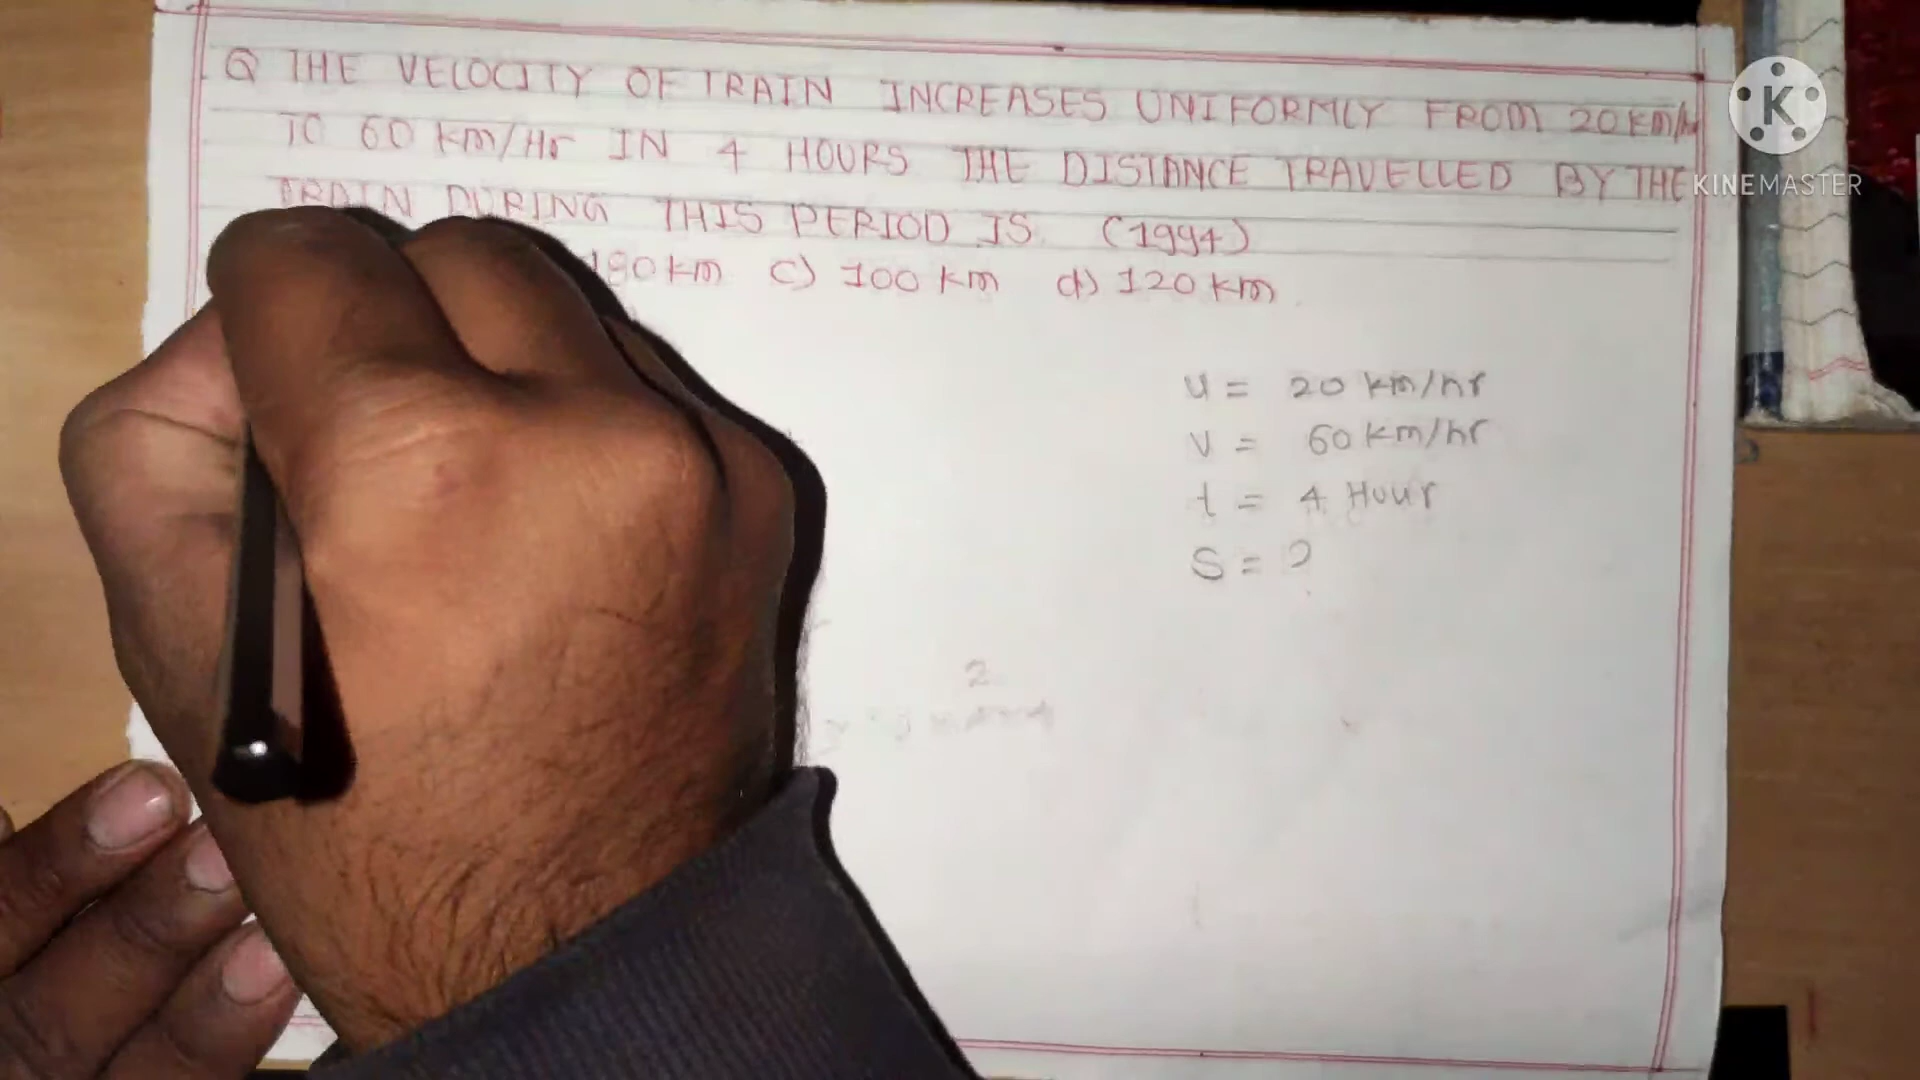 Q THE VELOCITY OF TRAIN INCREASES UNIFORMLY FROM 20 KM/Hr
TO 60 KM/Hr IN 4 HOURS THE DISTANCE TRAVELLED BY THE
TRAIN DURING THIS PERIOD IS (1994)
180 km c) 100 km d) 120 km
u = 20 km/hr
v = 60 km/hr
t = 4 Hour
S = ?
2
K
KINEMASTER